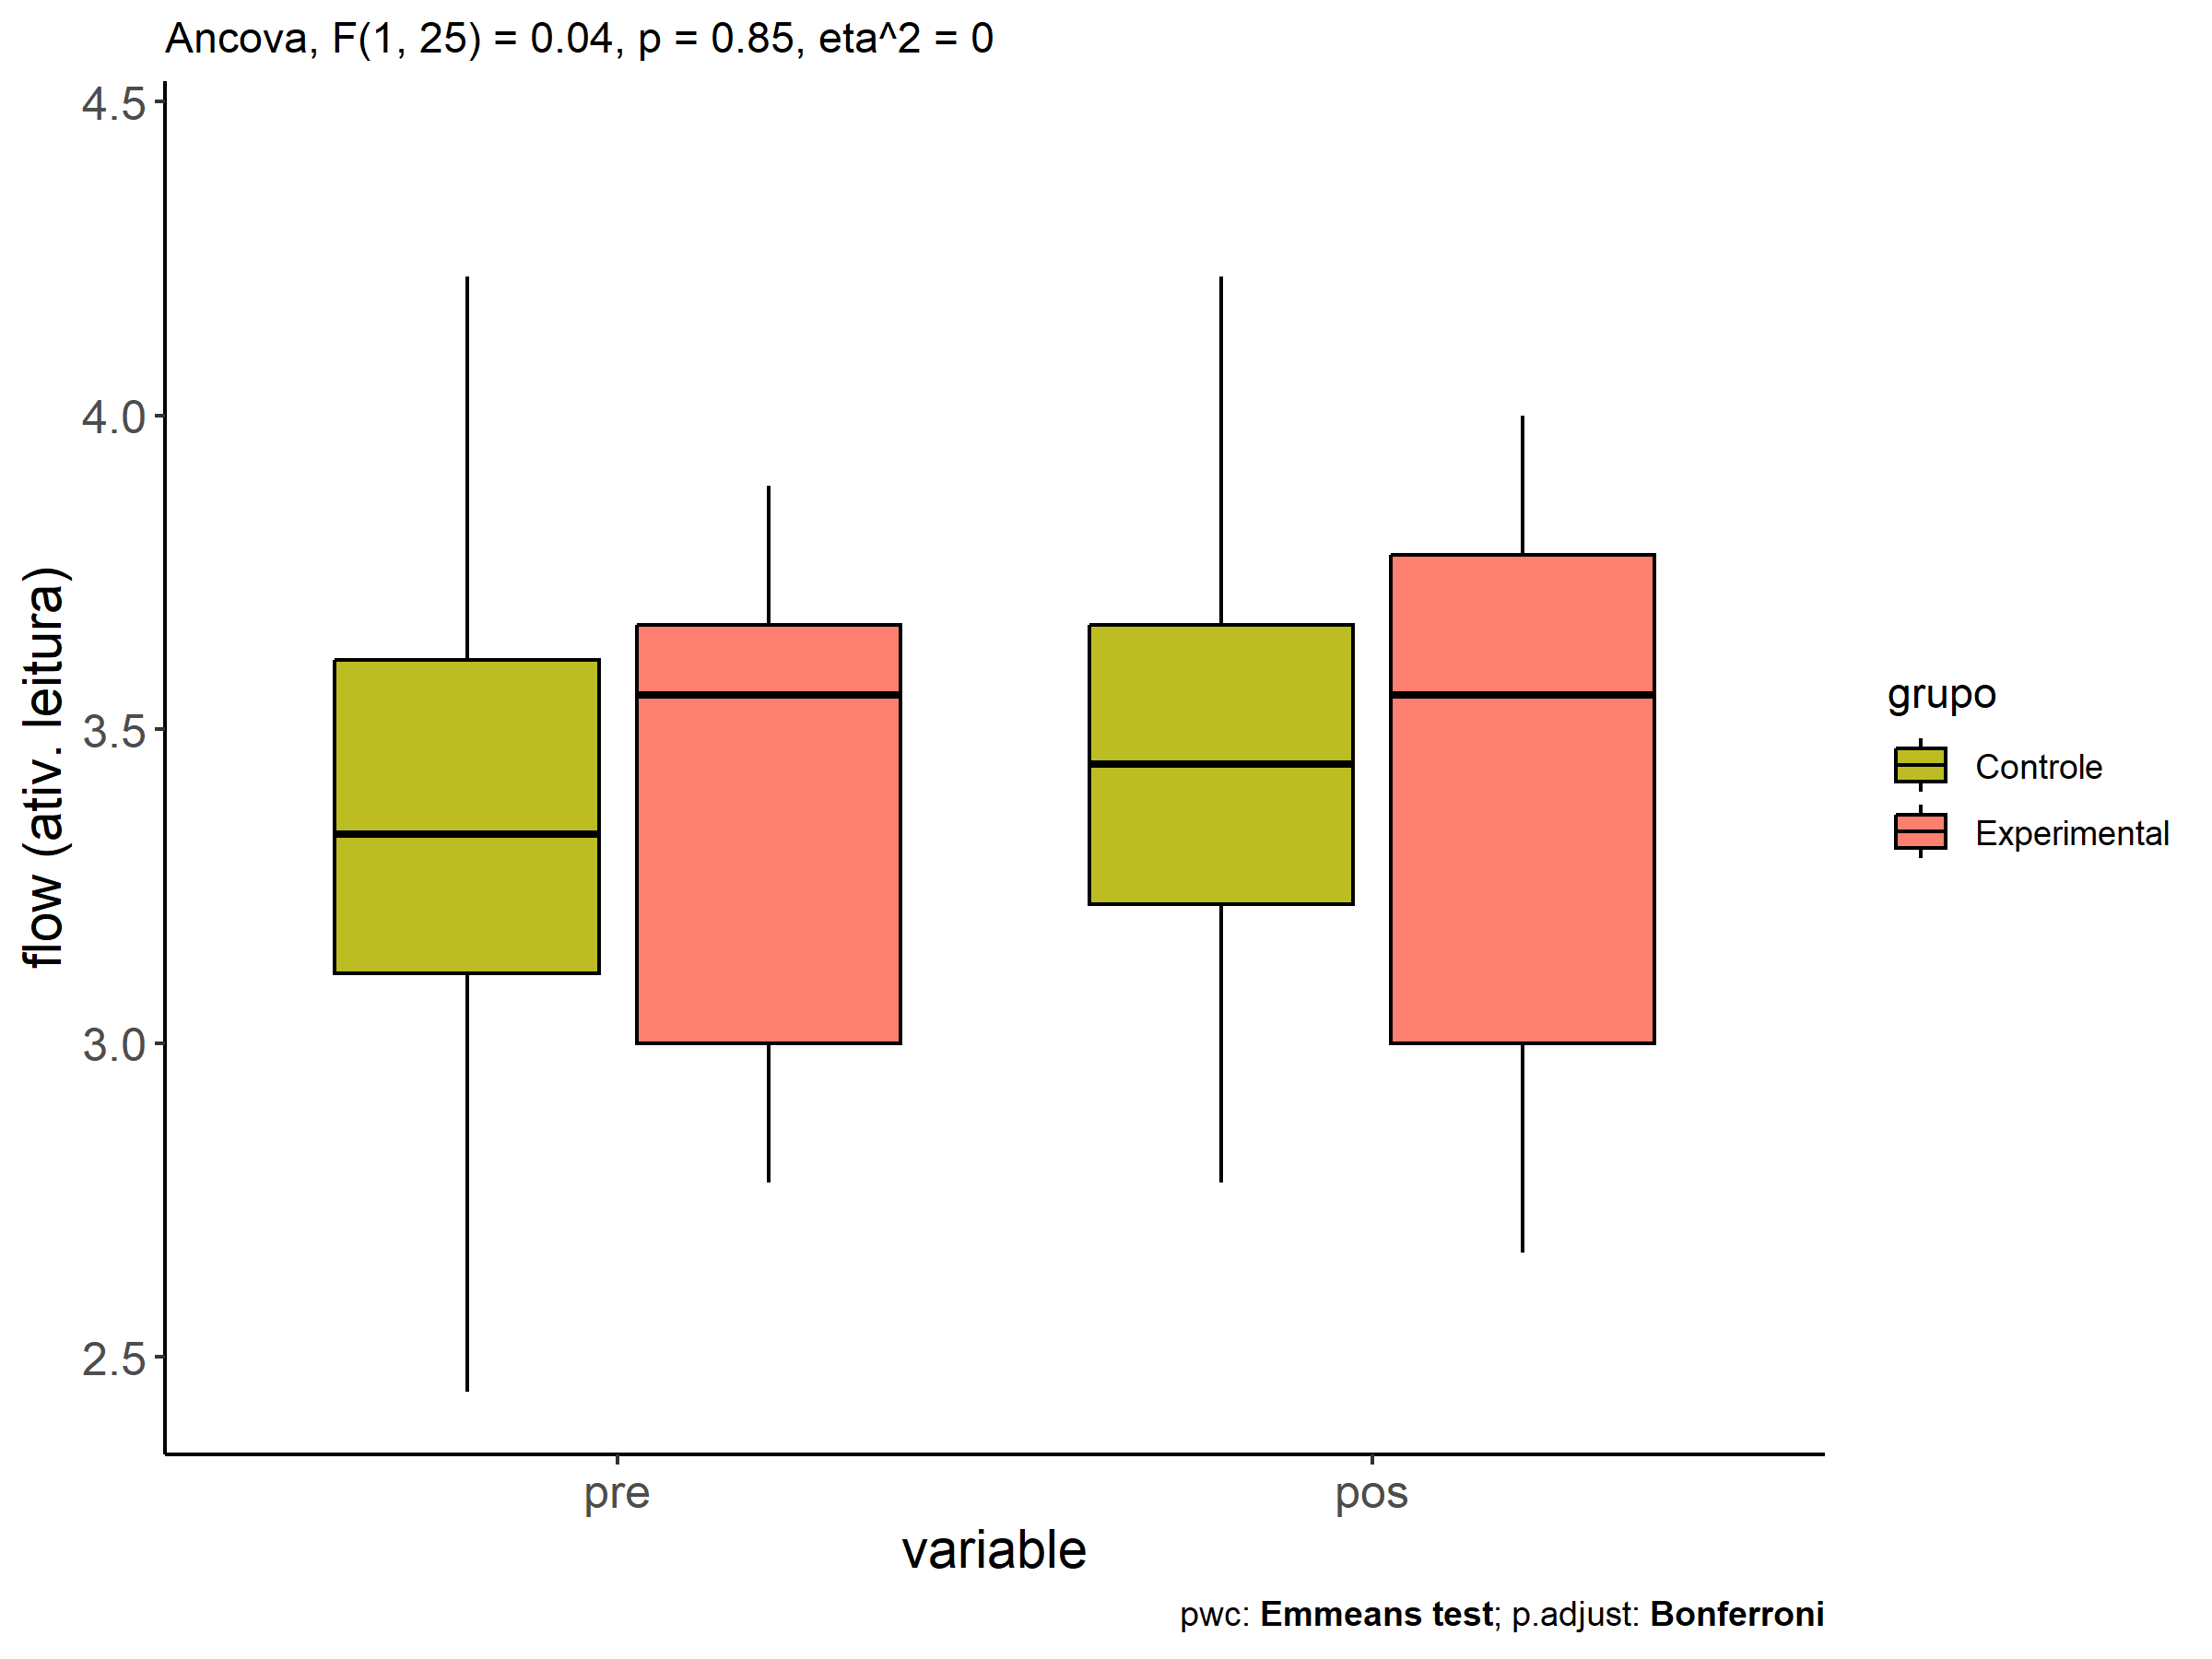 Ancova, F(1, 25) = 0.04, p = 0.85, eta^2 = 0
4.5
4.0
3.5
3.0
2.5
flow (ativ. leitura)
pre
pos
variable
grupo
Controle
Experimental
pwc: Emmeans test; p.adjust: Bonferroni